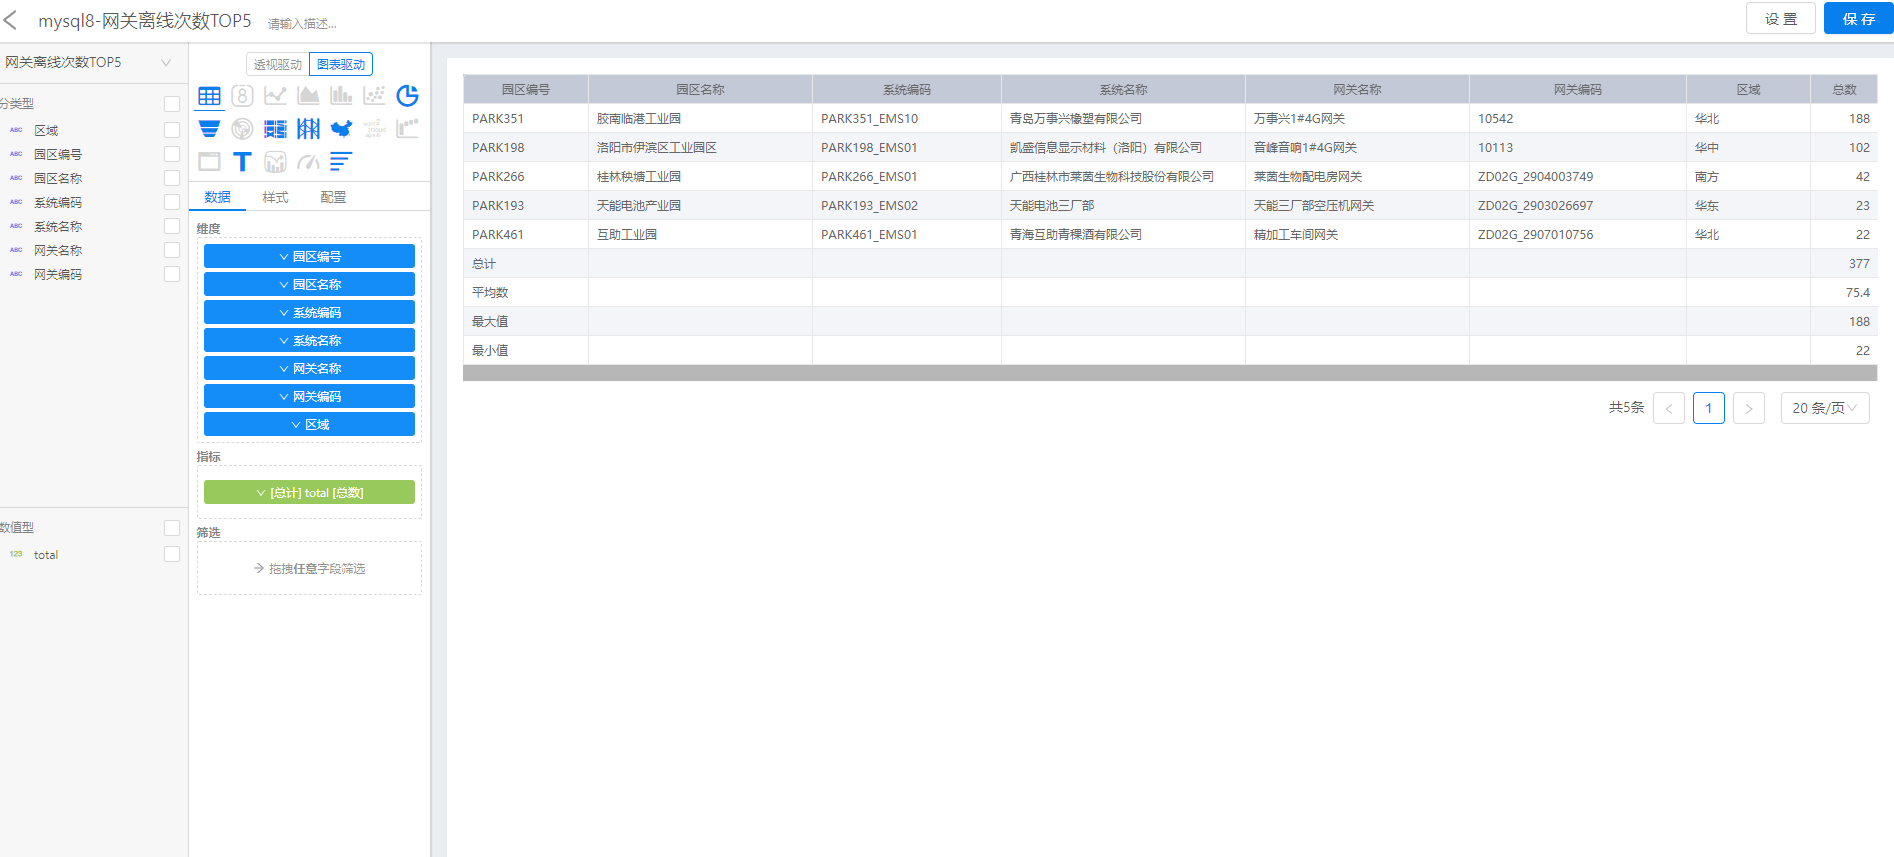 mysql8-网关离线次数TOP5 请输入描述...
设 置 保 存
网关离线次数TOP5
分类型
ABC 区域
ABC 园区编号
ABC 园区名称
ABC 系统编码
ABC 系统名称
ABC 网关名称
ABC 网关编码
数值型
123 total
透视驱动 图表驱动
数据 样式 配置
维度
园区编号
园区名称
系统编码
系统名称
网关名称
网关编码
区域
指标
[总计] total [总数]
筛选
拖拽任意字段筛选
园区编号 园区名称 系统编码 系统名称 网关名称 网关编码 区域 总数
PARK351 胶南临港工业园 PARK351_EMS10 青岛万事兴橡塑有限公司 万事兴1#4G网关 10542 华北 188
PARK198 洛阳市伊滨区工业园区 PARK198_EMS01 凯盛信息显示材料（洛阳）有限公司 音峰音响1#4G网关 10113 华中 102
PARK266 桂林秧塘工业园 PARK266_EMS01 广西桂林市莱茵生物科技股份有限公司 莱茵生物配电房网关 ZD02G_2904003749 南方 42
PARK193 天能电池产业园 PARK193_EMS02 天能电池三厂部 天能三厂部空压机网关 ZD02G_2903026697 华东 23
PARK461 互助工业园 PARK461_EMS01 青海互助青稞酒有限公司 精加工车间网关 ZD02G_2907010756 华北 22
总计 377
平均数 75.4
最大值 188
最小值 22
共5条 < 1 > 20 条/页